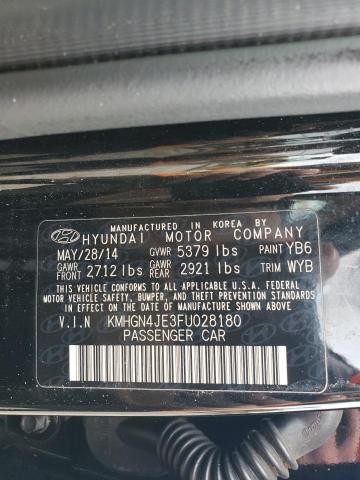 MANUFACTURED IN KOREA BY
HYUNDAI MOTOR COMPANY
MAY/28/14 GVWR 5379 lbs PAINT YB6
GAWR FRONT 2712 lbs GAWR REAR 2921 lbs TRIM WYB
THIS VEHICLE CONFORMS TO ALL APPLICABLE U.S.
FEDERAL MOTOR VEHICLE SAFETY, BUMPER, AND THEFT
PREVENTION STANDARDS IN EFFECT ON THE DATE OF
MANUFACTURE SHOWN ABOVE
V.I.N KMHGN4JE3FU028180
PASSENGER CAR